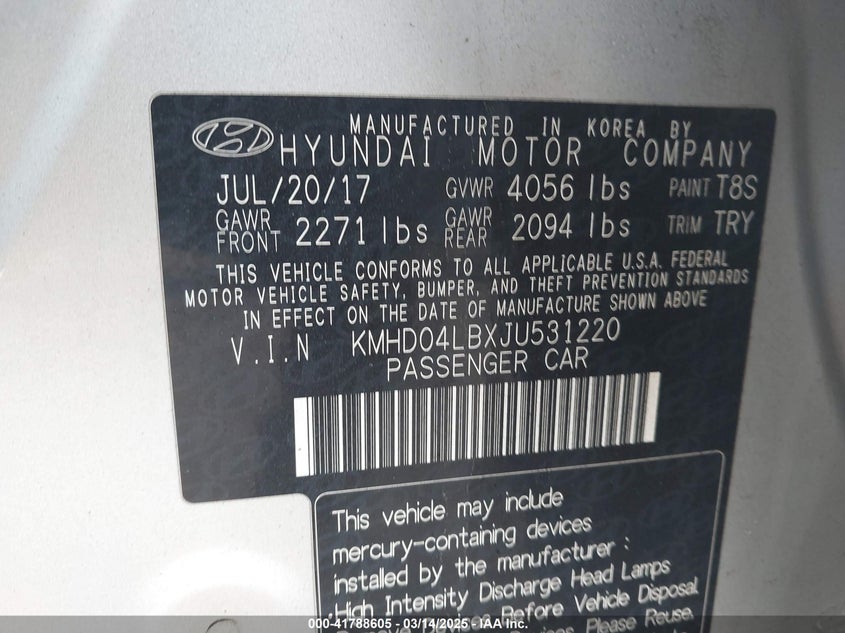 MANUFACTURED IN KOREA BY
HYUNDAI MOTOR COMPANY
JUL/20/17 GVWR 4056 lbs PAINT T8S
GAWR FRONT 2271 lbs GAWR REAR 2094 lbs TRIM TRY
THIS VEHICLE CONFORMS TO ALL APPLICABLE U.S.A. FEDERAL
MOTOR VEHICLE SAFETY, BUMPER, AND THEFT PREVENTION STANDARDS
IN EFFECT ON THE DATE OF MANUFACTURE SHOWN ABOVE
V.I.N KMHD04LBXJU531220
PASSENGER CAR
This vehicle may include
mercury-containing devices
installed by the manufacturer :
.High Intensity Discharge Head Lamps
Remove Devices Before Vehicle Disposal.
Please Reuse,
000-41788605 - 03/14/2025 - IAA Inc.